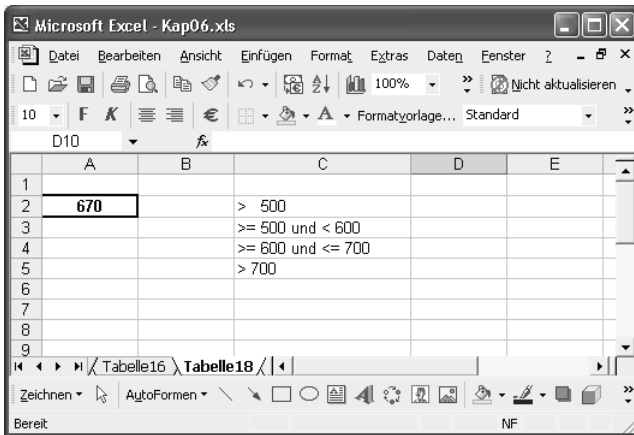 Microsoft Excel - Kap06.xls
Datei Bearbeiten Ansicht Einfügen Format Extras Daten Fenster ?
100% Nicht aktualisieren
10 F K € A Formatvorlage... Standard
D10 fx
A B C D E
1
2 670 > 500
3 >= 500 und < 600
4 >= 600 und <= 700
5 > 700
6
7
8
9
Tabelle16 Tabelle18
Zeichnen AutoFormen
Bereit NF